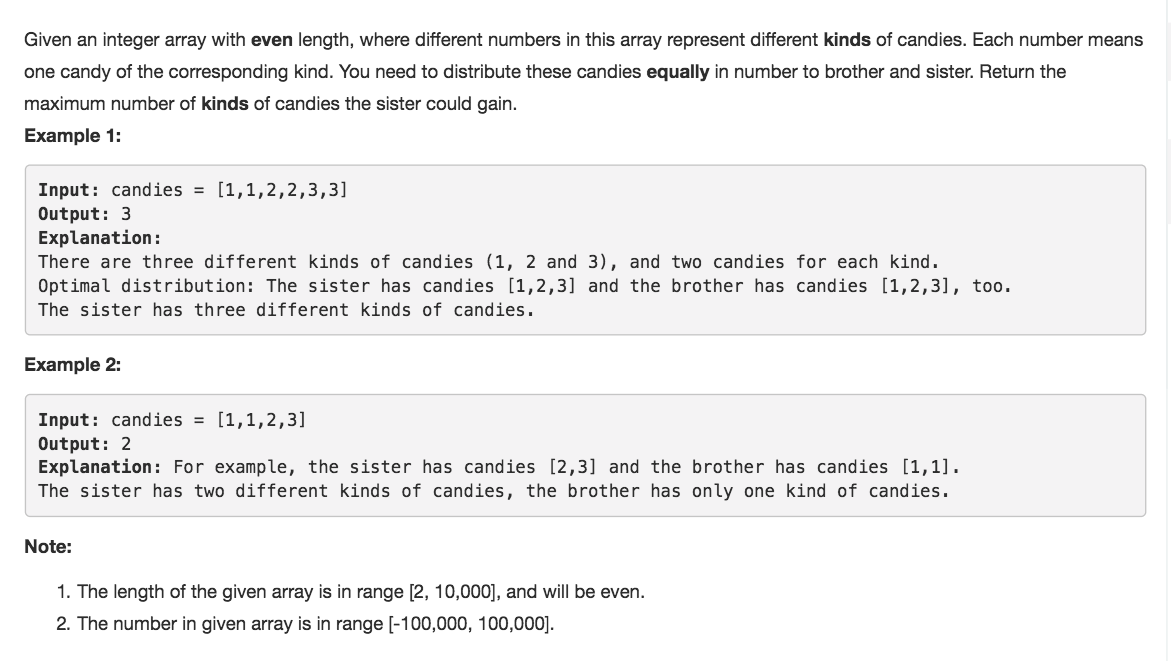 Given an integer array with even length, where different numbers in this array represent different kinds of candies. Each number means
one candy of the corresponding kind. You need to distribute these candies equally in number to brother and sister. Return the
maximum number of kinds of candies the sister could gain.
Example 1:
Input: candies = [1,1,2,2,3,3]
Output: 3
Explanation:
There are three different kinds of candies (1, 2 and 3), and two candies for each kind.
Optimal distribution: The sister has candies [1,2,3] and the brother has candies [1,2,3], too.
The sister has three different kinds of candies.
Example 2:
Input: candies = [1,1,2,3]
Output: 2
Explanation: For example, the sister has candies [2,3] and the brother has candies [1,1].
The sister has two different kinds of candies, the brother has only one kind of candies.
Note:
1. The length of the given array is in range [2, 10,000], and will be even.
2. The number in given array is in range [-100,000, 100,000].